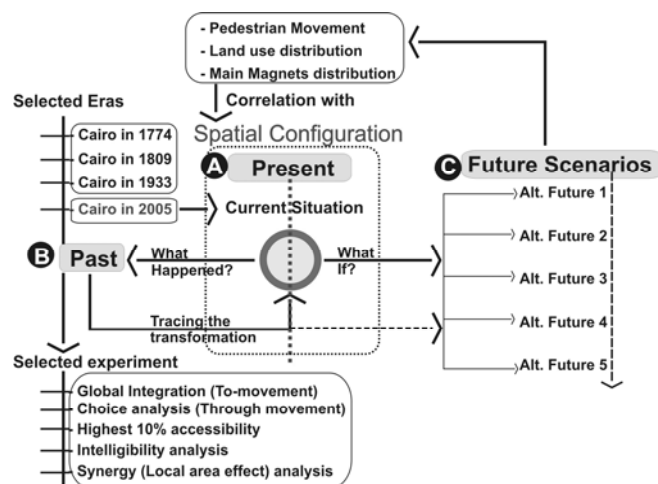 - Pedestrian Movement
- Land use distribution
- Main Magnets distribution
Selected Eras
Correlation with
Spatial Configuration
Cairo in 1774
Cairo in 1809
Cairo in 1933
Cairo in 2005
A
Present
Current Situation
C
Future Scenarios
Alt. Future 1
Alt. Future 2
Alt. Future 3
Alt. Future 4
Alt. Future 5
B
Past
What
Happened?
What
If?
Tracing the
transformation
Selected experiment
Global Integration (To-movement)
Choice analysis (Through movement)
Highest 10% accessibility
Intelligibility analysis
Synergy (Local area effect) analysis